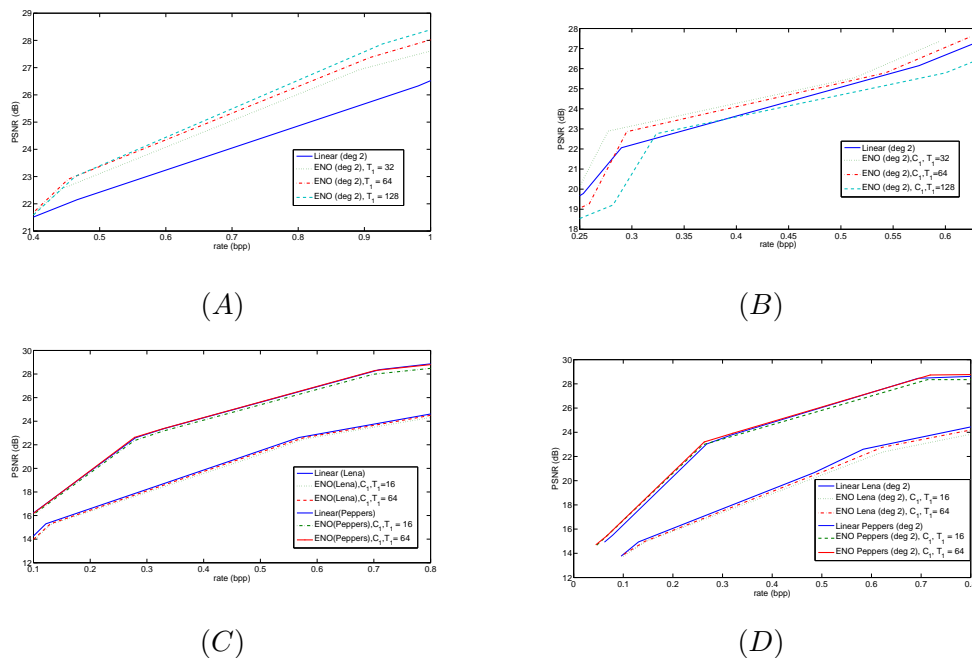 29
28
27
26
25
24
23
22
21
PSNR (dB)
0.4
0.5
0.6
0.7
0.8
0.9
1
rate (bpp)
Linear (deg 2)
ENO (deg 2), T1 = 32
ENO (deg 2),T1 = 64
ENO (deg 2), T1 = 128
(A)
28
27
26
25
24
23
22
21
20
19
18
PSNR (dB)
0.25
0.3
0.35
0.4
0.45
0.5
0.55
0.6
rate (bpp)
Linear (deg 2)
ENO (deg 2),C1,T1=32
ENO (deg 2),C1,T1=64
ENO (deg 2), C1,T1=128
(B)
30
28
26
24
22
20
18
16
14
12
PSNR (dB)
0.1
0.2
0.3
0.4
0.5
0.6
0.7
0.8
rate (bpp)
Linear (Lena)
ENO(Lena),C1,T1=16
ENO(Lena),C1,T1=64
Linear(Peppers)
ENO(Peppers),C1,T1 = 16
ENO(Peppers),C1,T1= 64
(C)
30
28
26
24
22
20
18
16
14
12
PSNR (dB)
0
0.1
0.2
0.3
0.4
0.5
0.6
0.7
0.8
rate (bpp)
Linear Lena (deg 2)
ENO Lena (deg 2), C1, T1 = 16
ENO Lena (deg 2), C1, T1 = 64
Linear Peppers (deg 2)
ENO Peppers (deg 2), C1, T1 = 16
ENO Peppers (deg 2), C1, T1 = 64
(D)